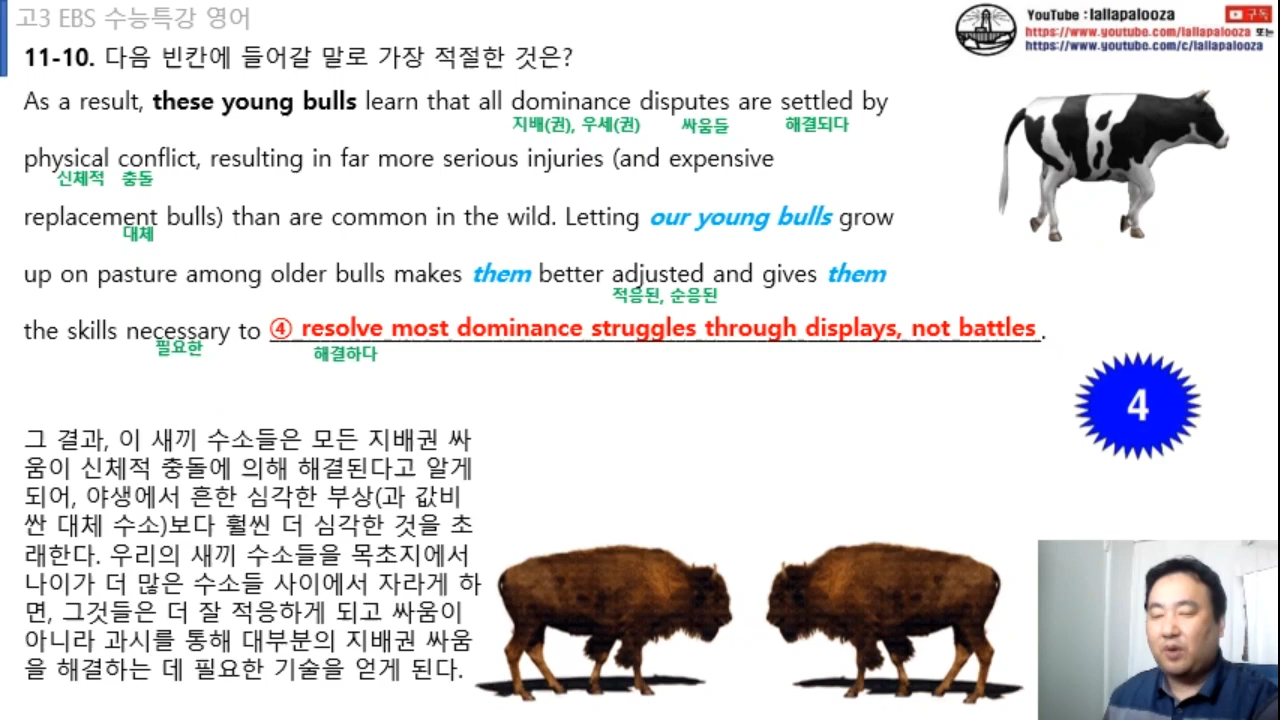 고3 EBS 수능특강 영어
YouTube : lallapalooza
구독
https://www.youtube.com/lallapalooza 또는
https://www.youtube.com/c/lallapalooza
11-10. 다음 빈칸에 들어갈 말로 가장 적절한 것은?
As a result, these young bulls learn that all dominance disputes are settled by
지배(권), 우세(권) 싸움들 해결되다
physical conflict, resulting in far more serious injuries (and expensive
신체적 충돌
replacement bulls) than are common in the wild. Letting our young bulls grow
대체
up on pasture among older bulls makes them better adjusted and gives them
적응된, 순응된
the skills necessary to ④ resolve most dominance struggles through displays, not battles.
필요한 해결하다
4
그 결과, 이 새끼 수소들은 모든 지배권 싸
움이 신체적 충돌에 의해 해결된다고 알게
되어, 야생에서 흔한 심각한 부상(과 값비
싼 대체 수소)보다 훨씬 더 심각한 것을 초
래한다. 우리의 새끼 수소들을 목초지에서
나이가 더 많은 수소들 사이에서 자라게 하
면, 그것들은 더 잘 적응하게 되고 싸움이
아니라 과시를 통해 대부분의 지배권 싸움
을 해결하는 데 필요한 기술을 얻게 된다.